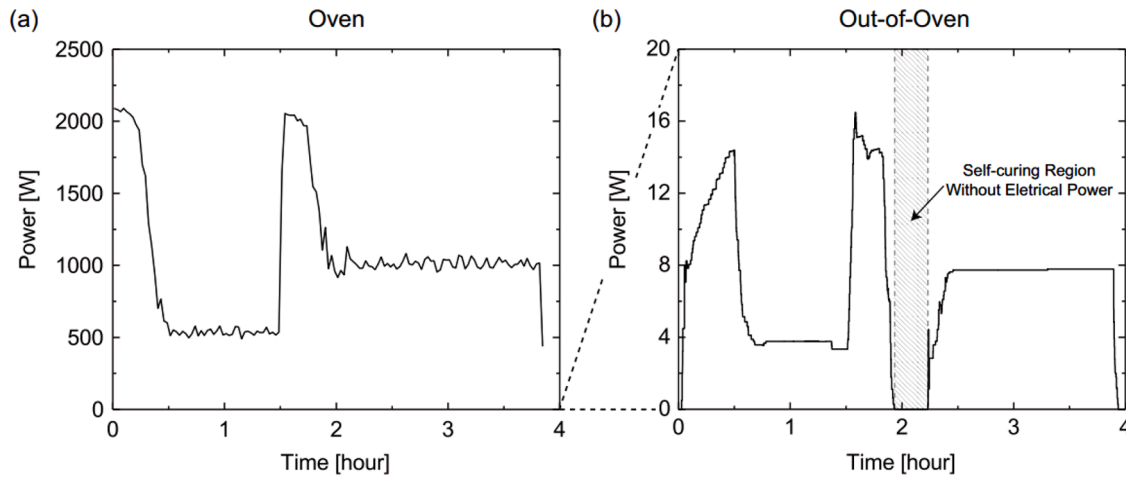 (a)
Oven
2500
2000
1500
1000
500
0
Power [W]
0 1 2 3 4
Time [hour]
(b)
Out-of-Oven
20
16
12
8
4
0
Power [W]
Self-curing Region
Without Eletrical Power
0 1 2 3 4
Time [hour]